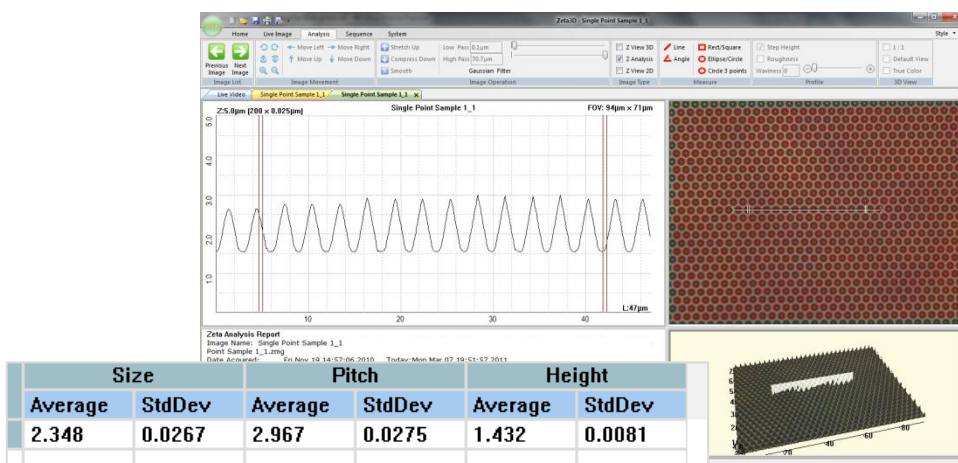 Zeta3D - Single Point Sample 1_1
Home Live Image Analysis Sequence System Style
Previous Image Next Image
Move Left Move Right
Move Up Move Down
Stretch Up
Compress Down
Smooth
Low Pass 0.1μm
High Pass 70.7μm
Gaussian Filter
Z View 3D
Z Analysis
Z View 2D
Line
Angle
Rect/Square
Ellipse/Circle
Circle 3 points
Step Height
Roughness
Waviness 0
1:1
Default View
True Color
Image List Image Movement Image Operation Image Type Measure Profile 3D View
Live Video Single Point Sample 1_1 Single Point Sample 1_1 x
Z:5.0μm [200 x 0.025μm] Single Point Sample 1_1 FOV: 94μm x 71μm
5.0
4.0
3.0
2.0
1.0
L:47μm
10 20 30 40
Zeta Analysis Report
Image Name: Single Point Sample 1_1
Point Sample 1_1.zmg
Date Acquired: Fri Nov 19 14:57:06 2010 Today: Mon Mar 07 19:51:57 2011
Size Pitch Height
Average StdDev Average StdDev Average StdDev
2.348 0.0267 2.967 0.0275 1.432 0.0081
20 40 60 80